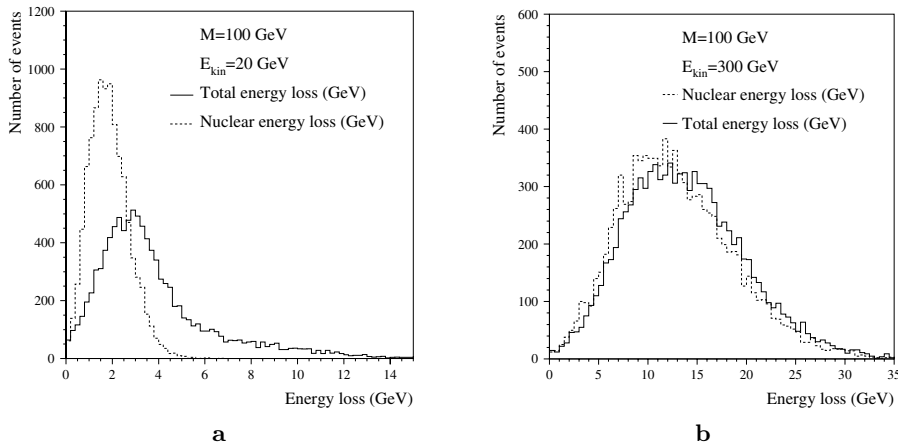 Number of events
1200
1000
800
600
400
200
0
M=100 GeV
E_kin=20 GeV
Total energy loss (GeV)
Nuclear energy loss (GeV)
0 2 4 6 8 10 12 14
Energy loss (GeV)
a
Number of events
600
500
400
300
200
100
0
M=100 GeV
E_kin=300 GeV
Nuclear energy loss (GeV)
Total energy loss (GeV)
0 5 10 15 20 25 30 35
Energy loss (GeV)
b